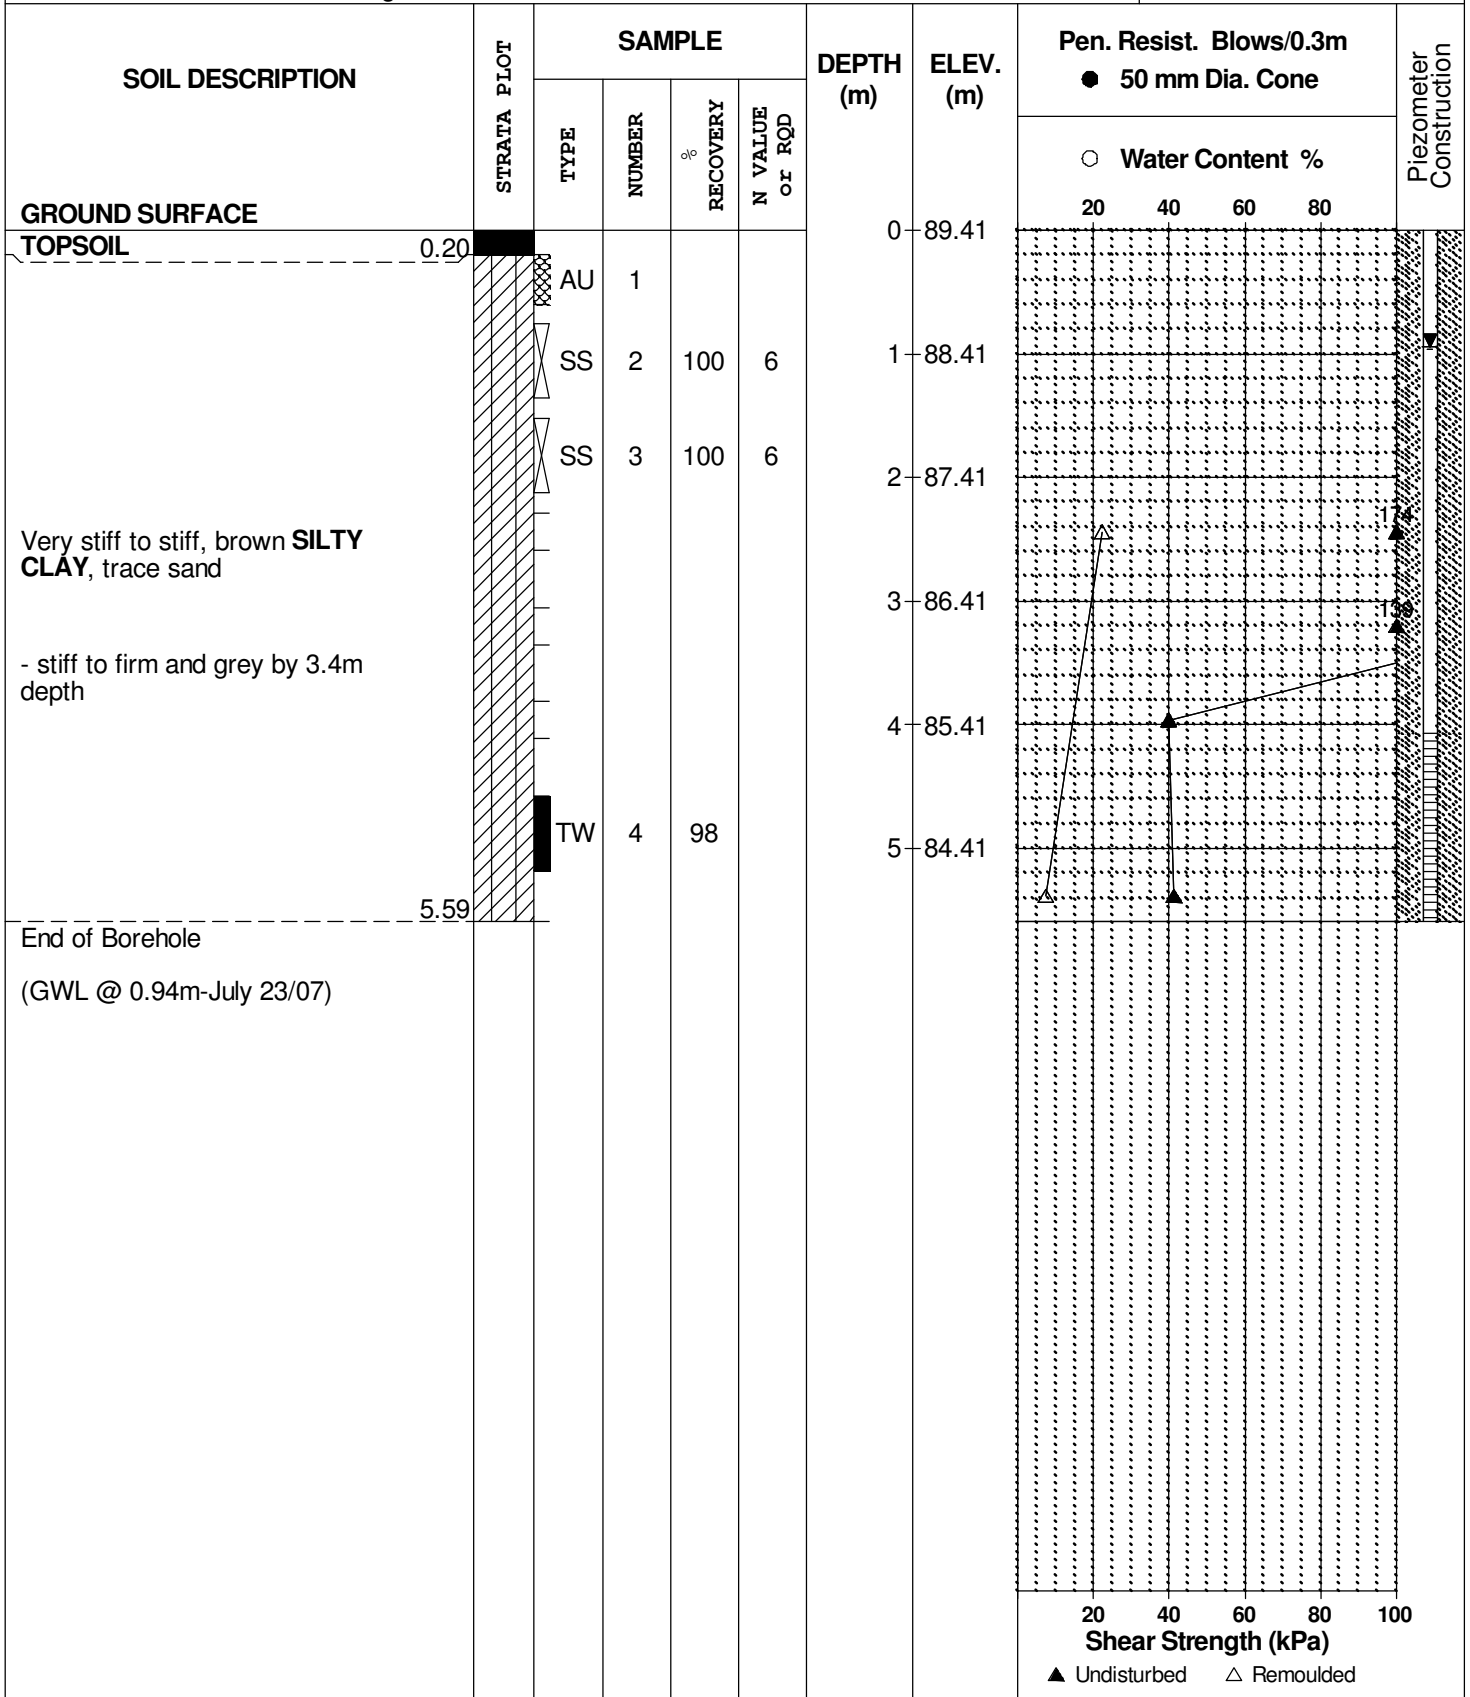 SOIL DESCRIPTION
GROUND SURFACE
STRATA PLOT
SAMPLE
TYPE
NUMBER
% RECOVERY
N VALUE or RQD
DEPTH (m)
ELEV. (m)
Pen. Resist. Blows/0.3m
● 50 mm Dia. Cone
○ Water Content %
20 40 60 80
Piezometer Construction
TOPSOIL 0.20
0 89.41
AU 1
SS 2 100 6
1 88.41
SS 3 100 6
2 87.41
174
Very stiff to stiff, brown SILTY
CLAY, trace sand
3 86.41
139
- stiff to firm and grey by 3.4m
depth
4 85.41
TW 4 98
5 84.41
5.59
End of Borehole
(GWL @ 0.94m-July 23/07)
20 40 60 80 100
Shear Strength (kPa)
▲ Undisturbed △ Remoulded